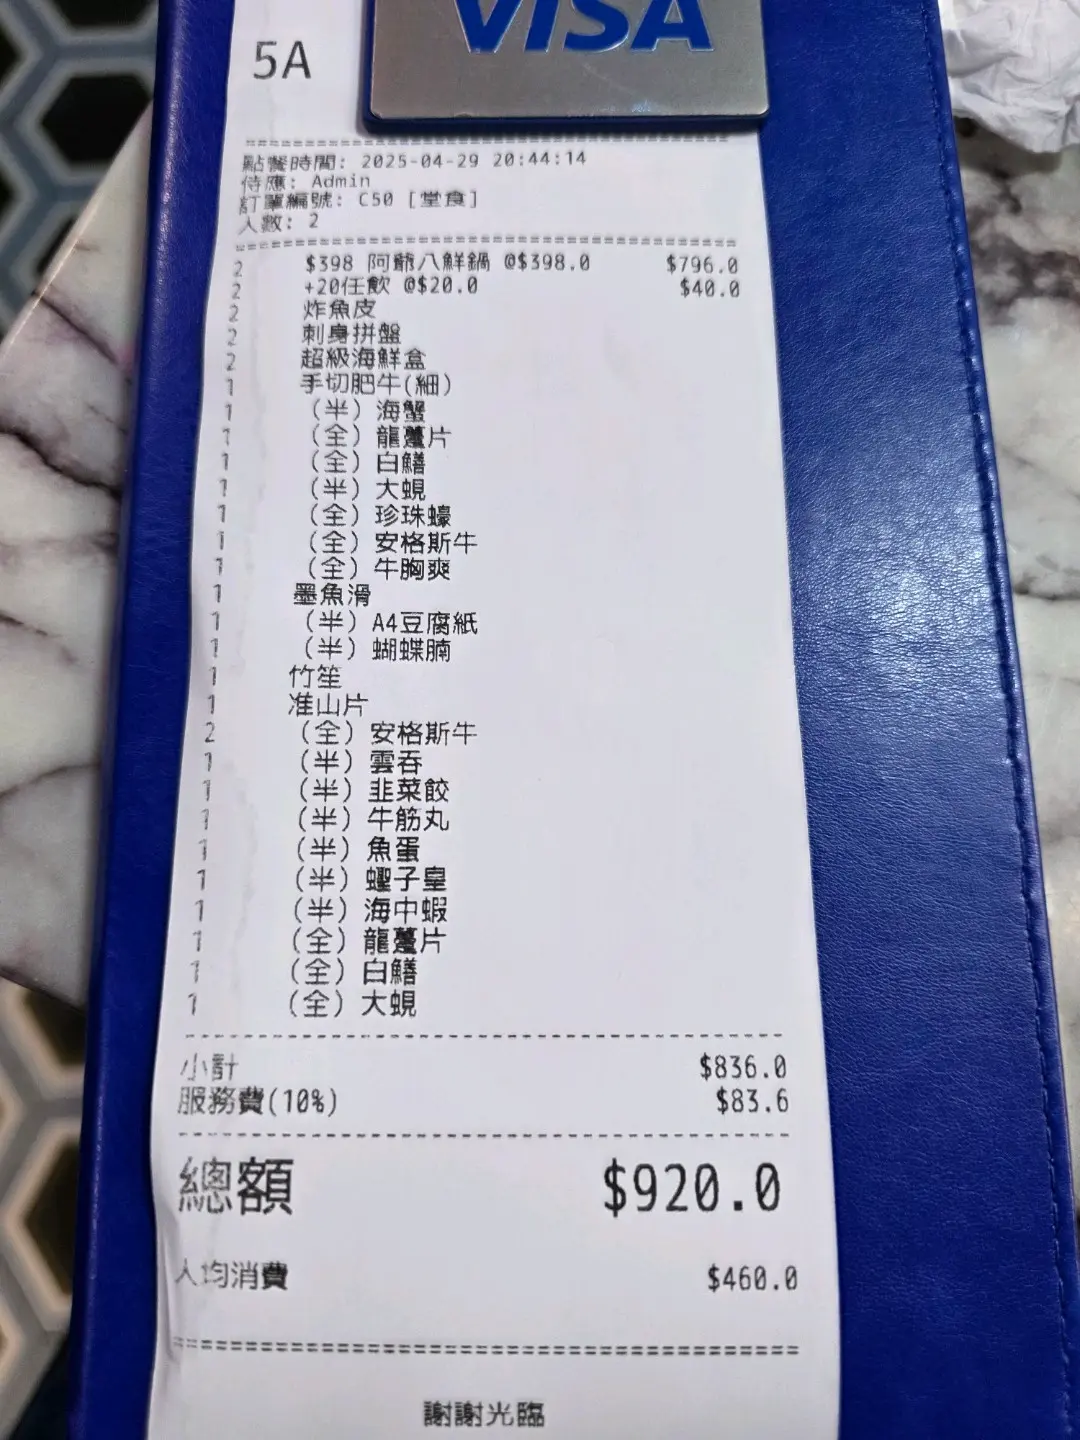 VISA
5A
點餐時間: 2025-04-29 20:44:14
侍應: Admin
訂單編號: C50 [堂食]
人數: 2
2 $398 阿爺八鮮鍋 @$398.0 $796.0
2 +20任飲 @$20.0 $40.0
2 炸魚皮
2 刺身拼盤
2 超級海鮮盒
1 手切肥牛(細)
1 (半) 海蟹
1 (全) 龍躉片
1 (全) 白鱔
1 (半) 大蜆
1 (全) 珍珠蠔
1 (全) 安格斯牛
1 (全) 牛胸爽
1 墨魚滑
1 (半) A4豆腐紙
1 (半) 蝴蝶腩
1 竹笙
1 准山片
2 (全) 安格斯牛
1 (半) 雲吞
1 (半) 韭菜餃
1 (半) 牛筋丸
1 (半) 魚蛋
1 (半) 蟶子皇
1 (半) 海中蝦
1 (全) 龍躉片
1 (全) 白鱔
1 (全) 大蜆
小計 $836.0
服務費(10%) $83.6
總額 $920.0
人均消費 $460.0
謝謝光臨